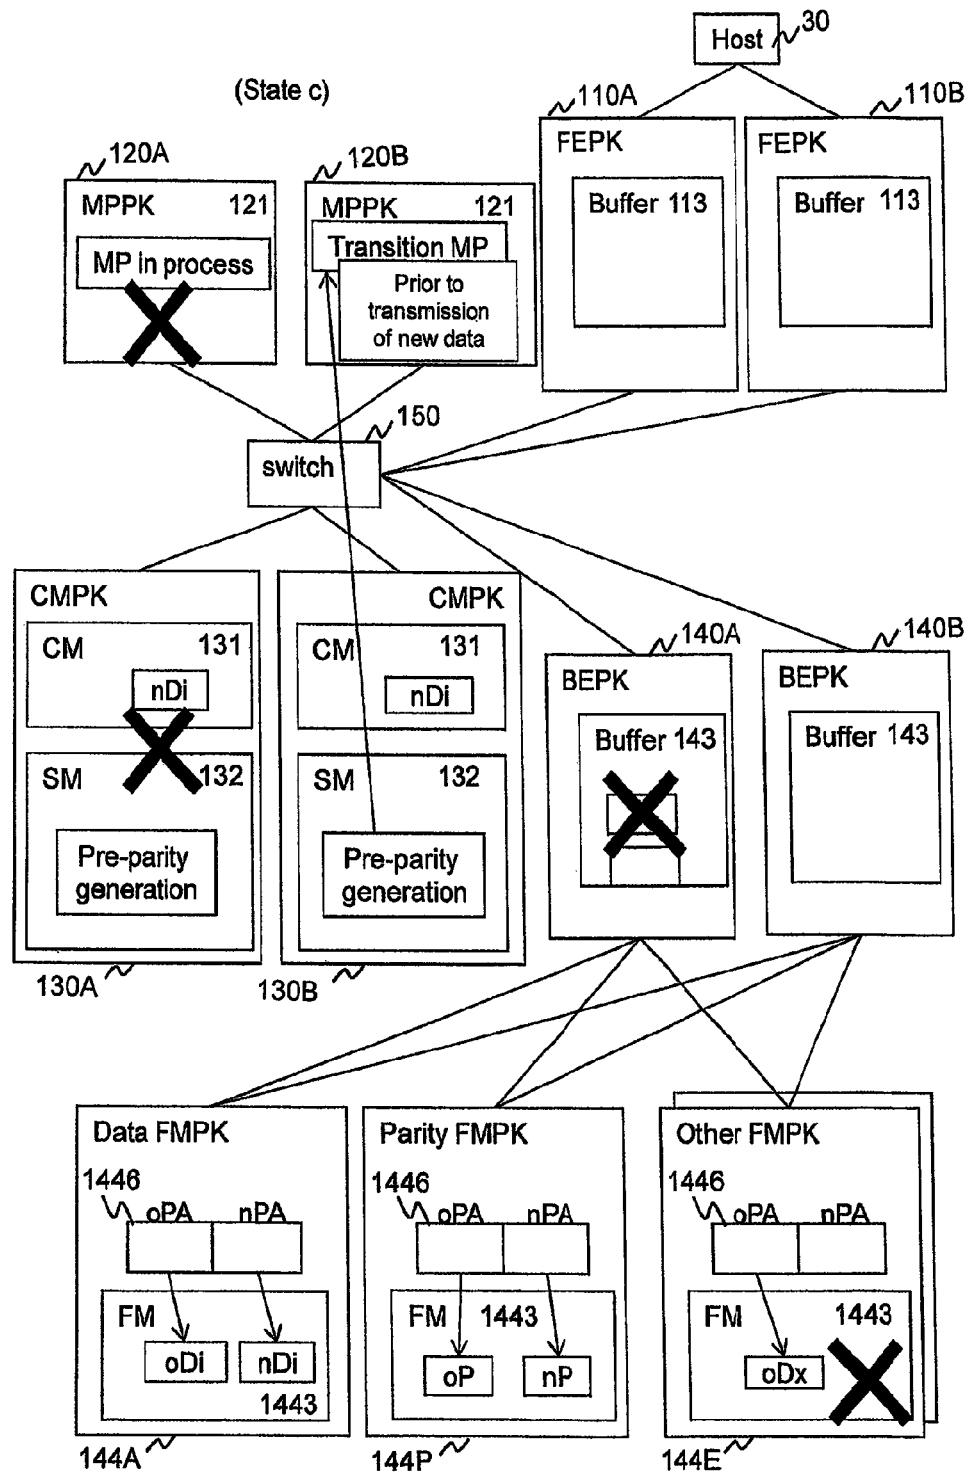 Host
30
(State c)
110A
110B
FEPK
Buffer 113
FEPK
Buffer 113
120A
MPPK 121
MP in process
120B
MPPK 121
Transition MP
Prior to
transmission
of new data
150
switch
CMPK
CM 131
nDi
SM 132
Pre-parity
generation
130A
CMPK
CM 131
nDi
SM 132
Pre-parity
generation
130B
140A
BEPK
Buffer 143
140B
BEPK
Buffer 143
Data FMPK
1446
oPA nPA
FM
oDi nDi
1443
144A
Parity FMPK
1446
oPA nPA
FM 1443
oP nP
144P
Other FMPK
1446
oPA nPA
FM 1443
oDx
144E